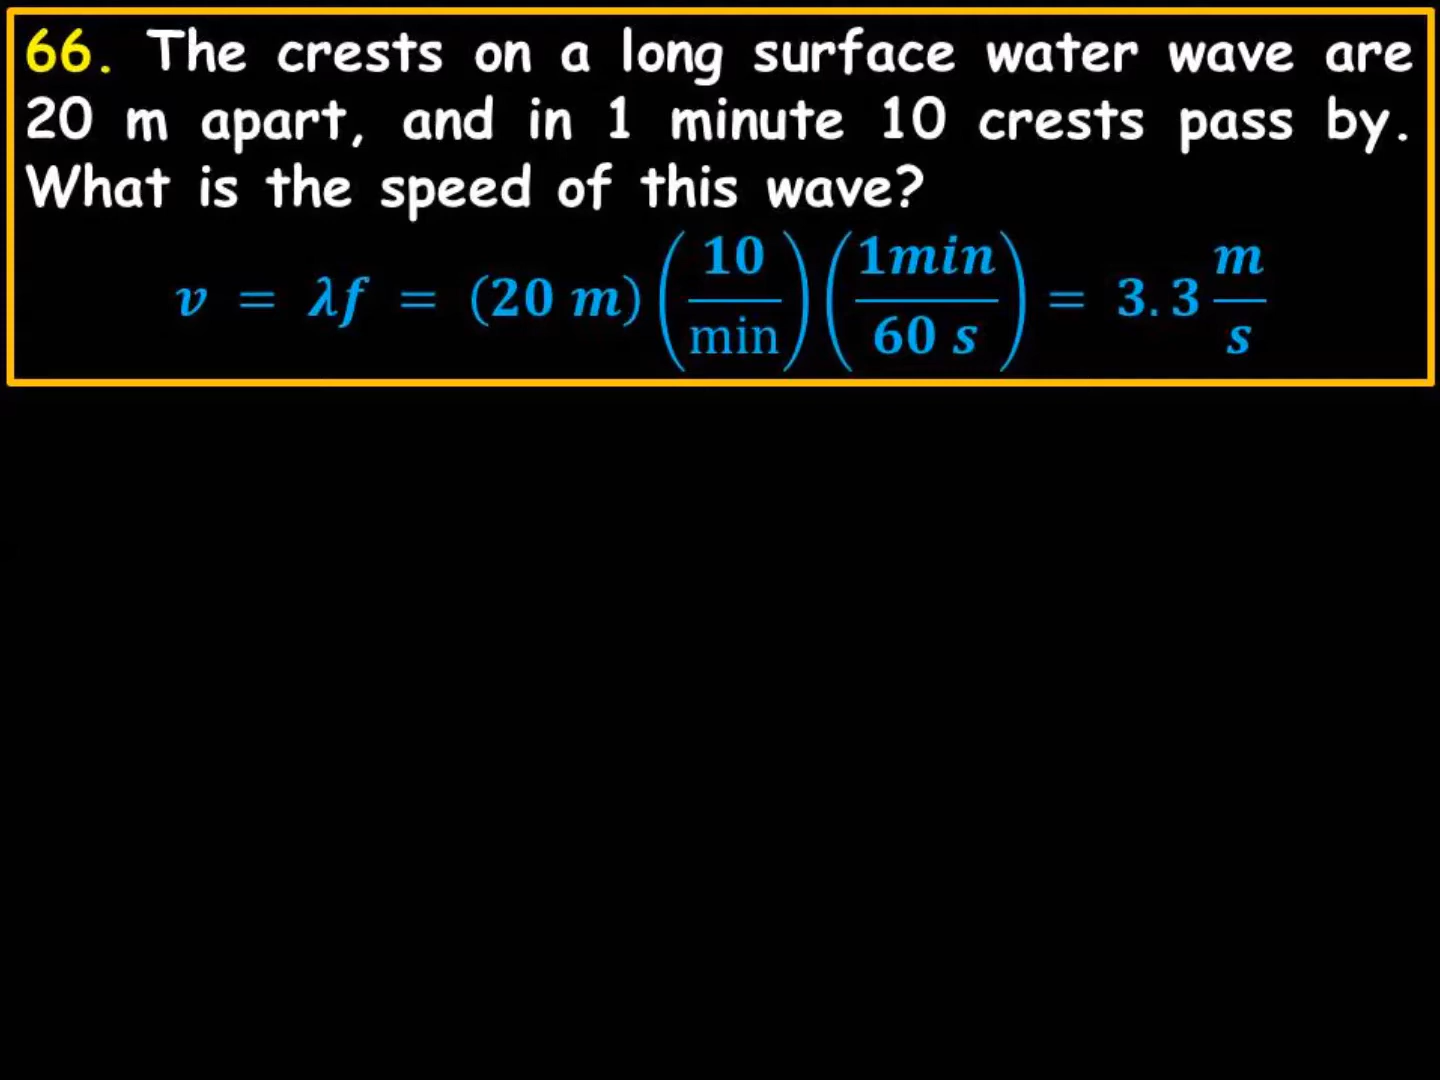 66. The crests on a long surface water wave are
20 m apart, and in 1 minute 10 crests pass by.
What is the speed of this wave?
v = λf = (20 m) (10/min) (1min/60 s) = 3.3 m/s